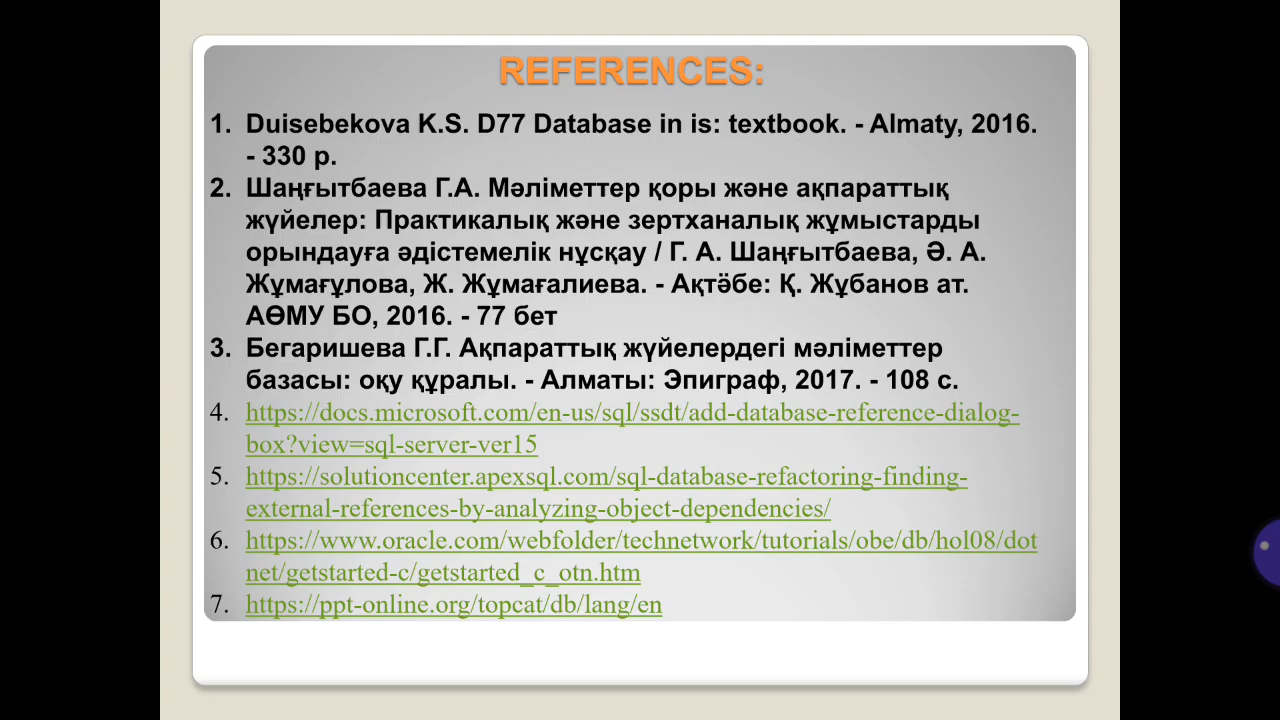 REFERENCES:
1. Duisebekova K.S. D77 Database in is: textbook. - Almaty, 2016.
- 330 p.
2. Шаңғытбаева Г.А. Мәліметтер қоры және ақпараттық
жүйелер: Практикалық және зертханалық жұмыстарды
орындауға әдістемелік нұсқау / Г. А. Шаңғытбаева, Ә. А.
Жұмағұлова, Ж. Жұмағалиева. - Ақтӛбе: Қ. Жұбанов ат.
АӨМУ БО, 2016. - 77 бет
3. Бегаришева Г.Г. Ақпараттық жүйелердегі мәліметтер
базасы: оқу құралы. - Алматы: Эпиграф, 2017. - 108 с.
4. https://docs.microsoft.com/en-us/sql/ssdt/add-database-reference-dialog-
box?view=sql-server-ver15
5. https://solutioncenter.apexsql.com/sql-database-refactoring-finding-
external-references-by-analyzing-object-dependencies/
6. https://www.oracle.com/webfolder/technetwork/tutorials/obe/db/hol08/dot
net/getstarted-c/getstarted_c_otn.htm
7. https://ppt-online.org/topcat/db/lang/en